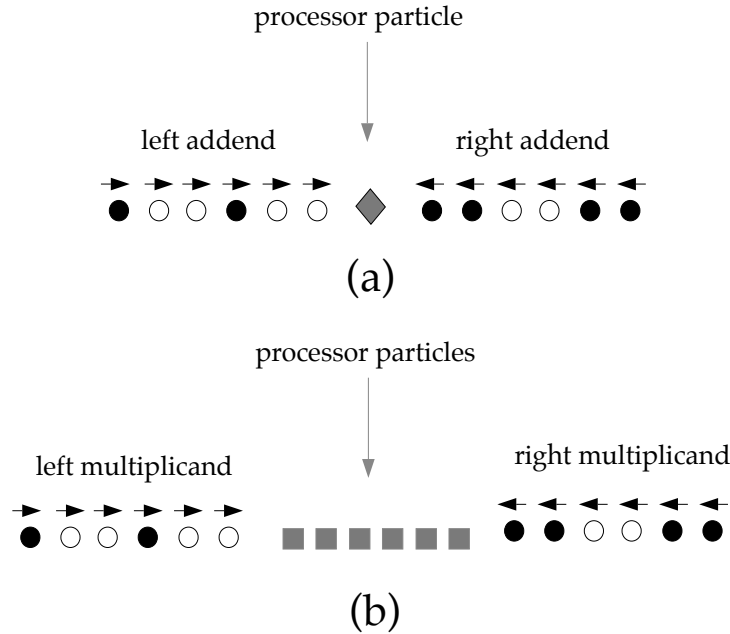 processor particle
left addend
right addend
(a)
processor particles
left multiplicand
right multiplicand
(b)